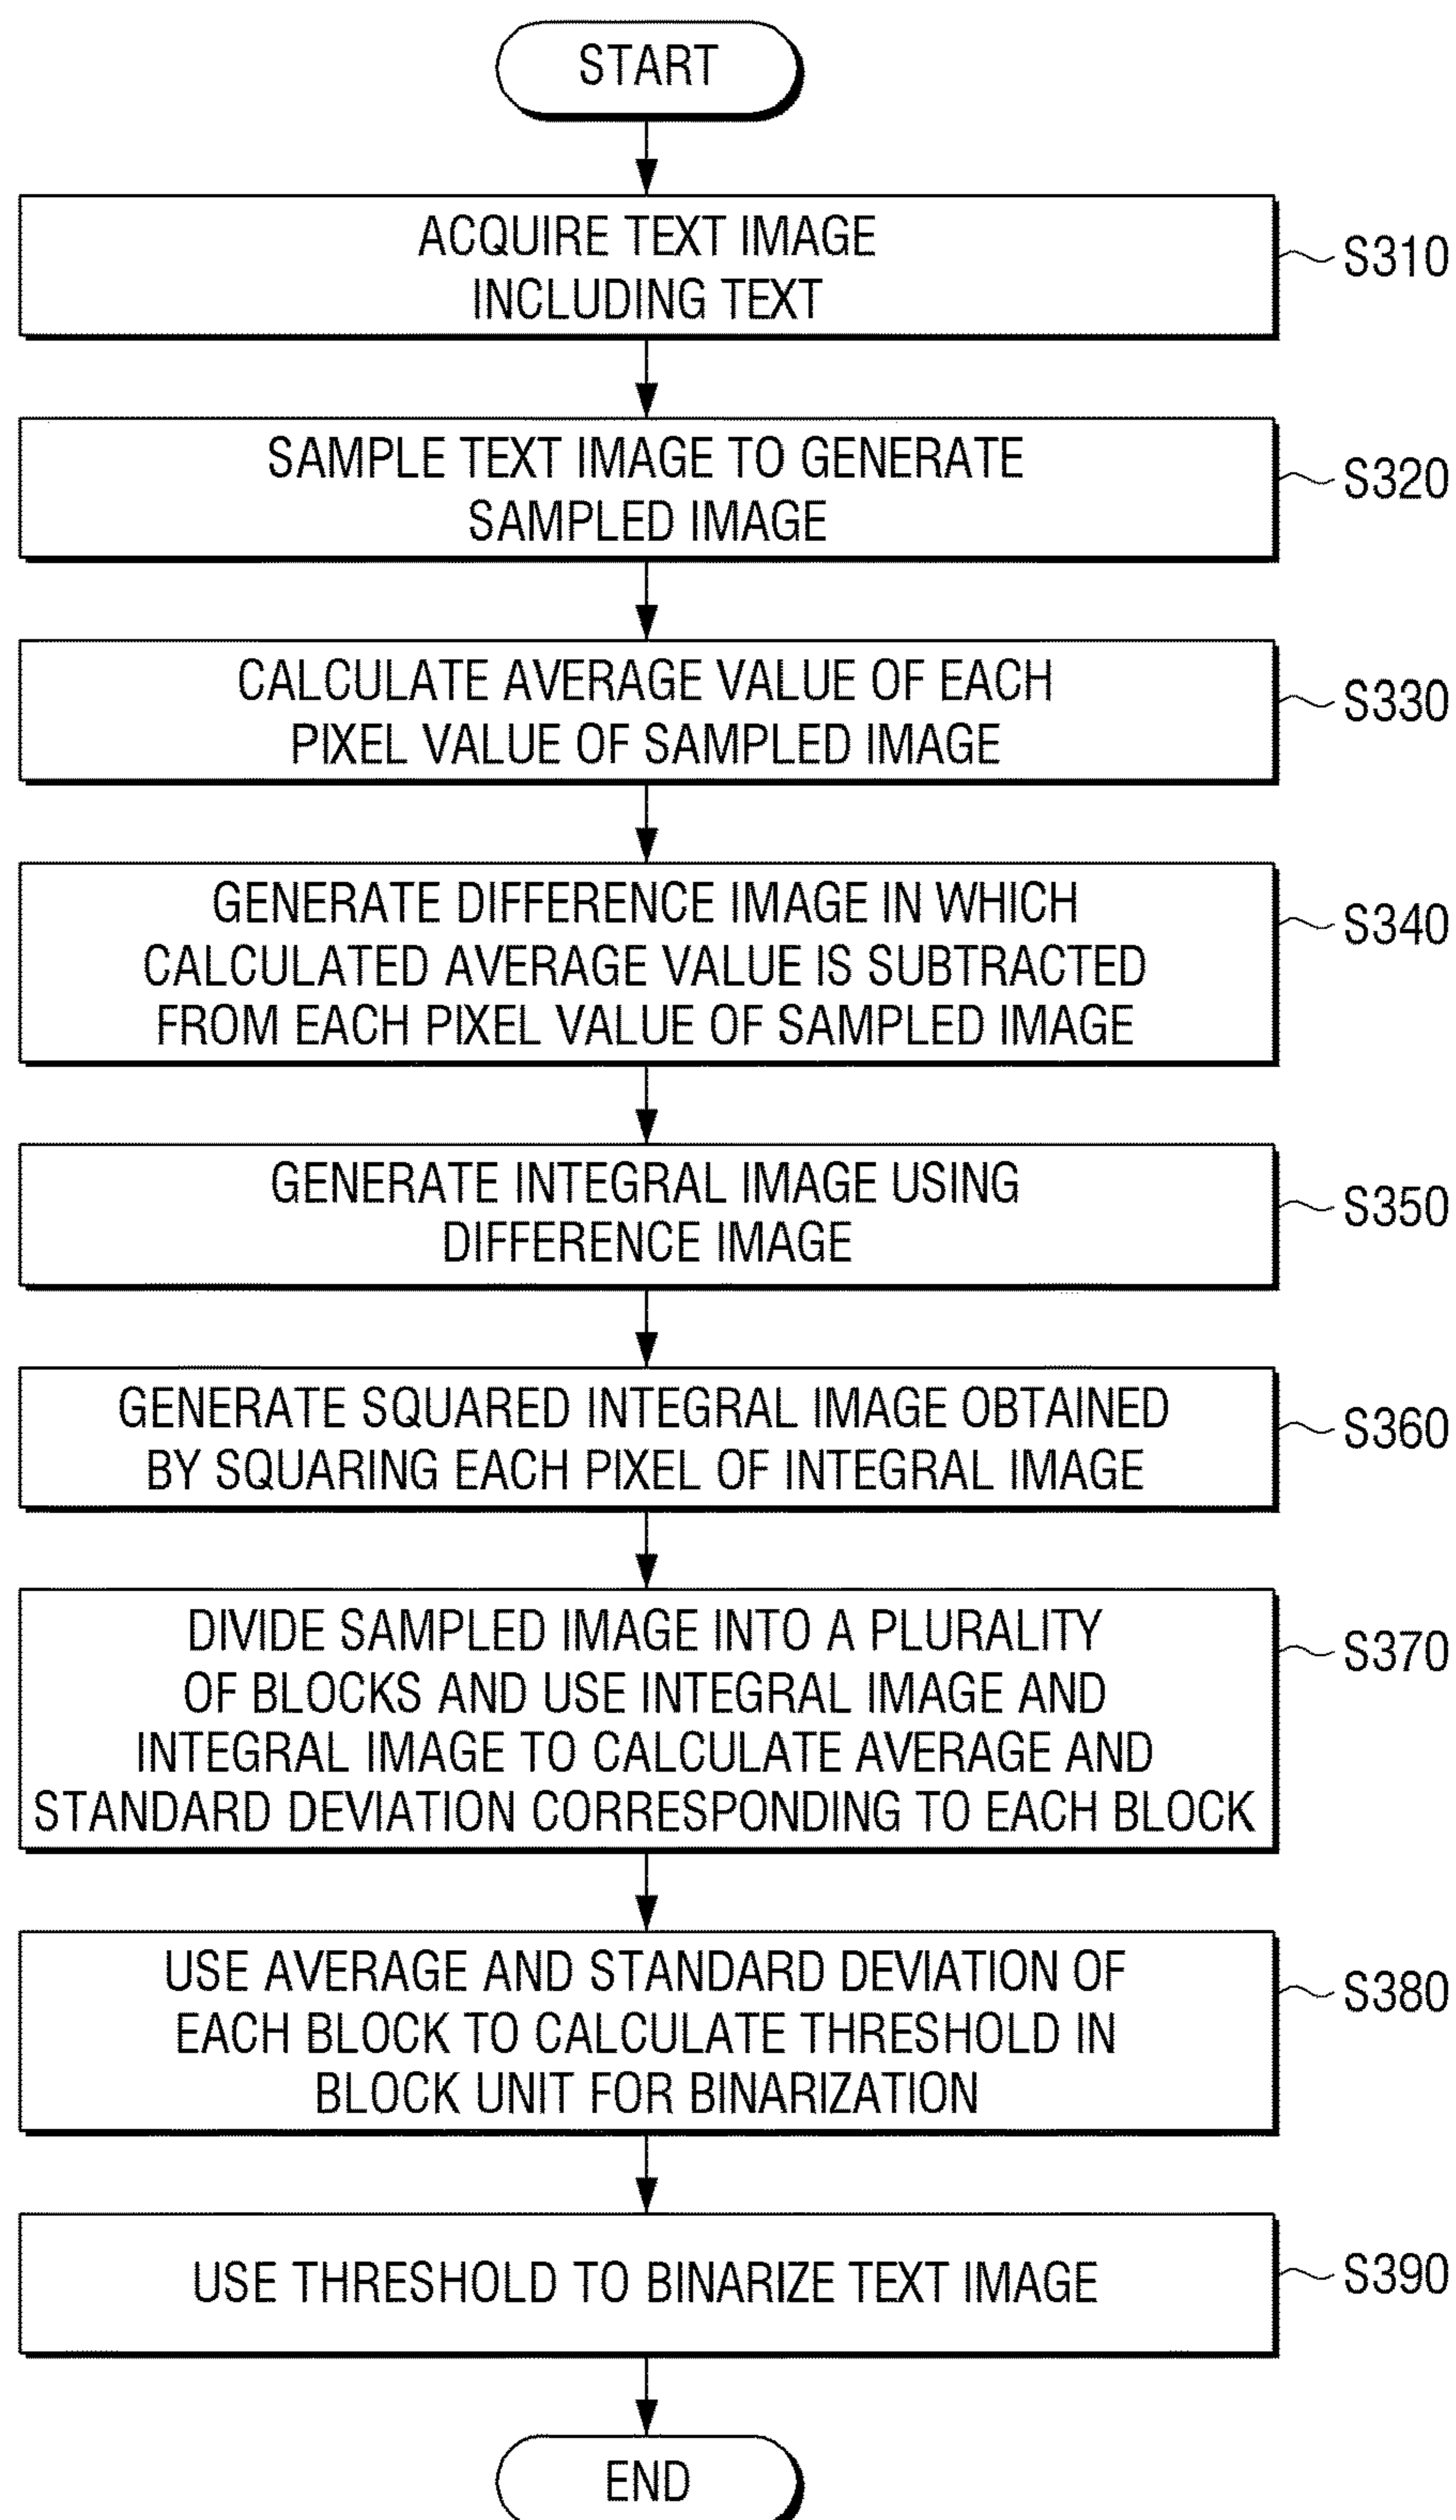 START
ACQUIRE TEXT IMAGE
INCLUDING TEXT
S310
SAMPLE TEXT IMAGE TO GENERATE
SAMPLED IMAGE
S320
CALCULATE AVERAGE VALUE OF EACH
PIXEL VALUE OF SAMPLED IMAGE
S330
GENERATE DIFFERENCE IMAGE IN WHICH
CALCULATED AVERAGE VALUE IS SUBTRACTED
FROM EACH PIXEL VALUE OF SAMPLED IMAGE
S340
GENERATE INTEGRAL IMAGE USING
DIFFERENCE IMAGE
S350
GENERATE SQUARED INTEGRAL IMAGE OBTAINED
BY SQUARING EACH PIXEL OF INTEGRAL IMAGE
S360
DIVIDE SAMPLED IMAGE INTO A PLURALITY
OF BLOCKS AND USE INTEGRAL IMAGE AND
INTEGRAL IMAGE TO CALCULATE AVERAGE AND
STANDARD DEVIATION CORRESPONDING TO EACH BLOCK
S370
USE AVERAGE AND STANDARD DEVIATION OF
EACH BLOCK TO CALCULATE THRESHOLD IN
BLOCK UNIT FOR BINARIZATION
S380
USE THRESHOLD TO BINARIZE TEXT IMAGE
S390
END